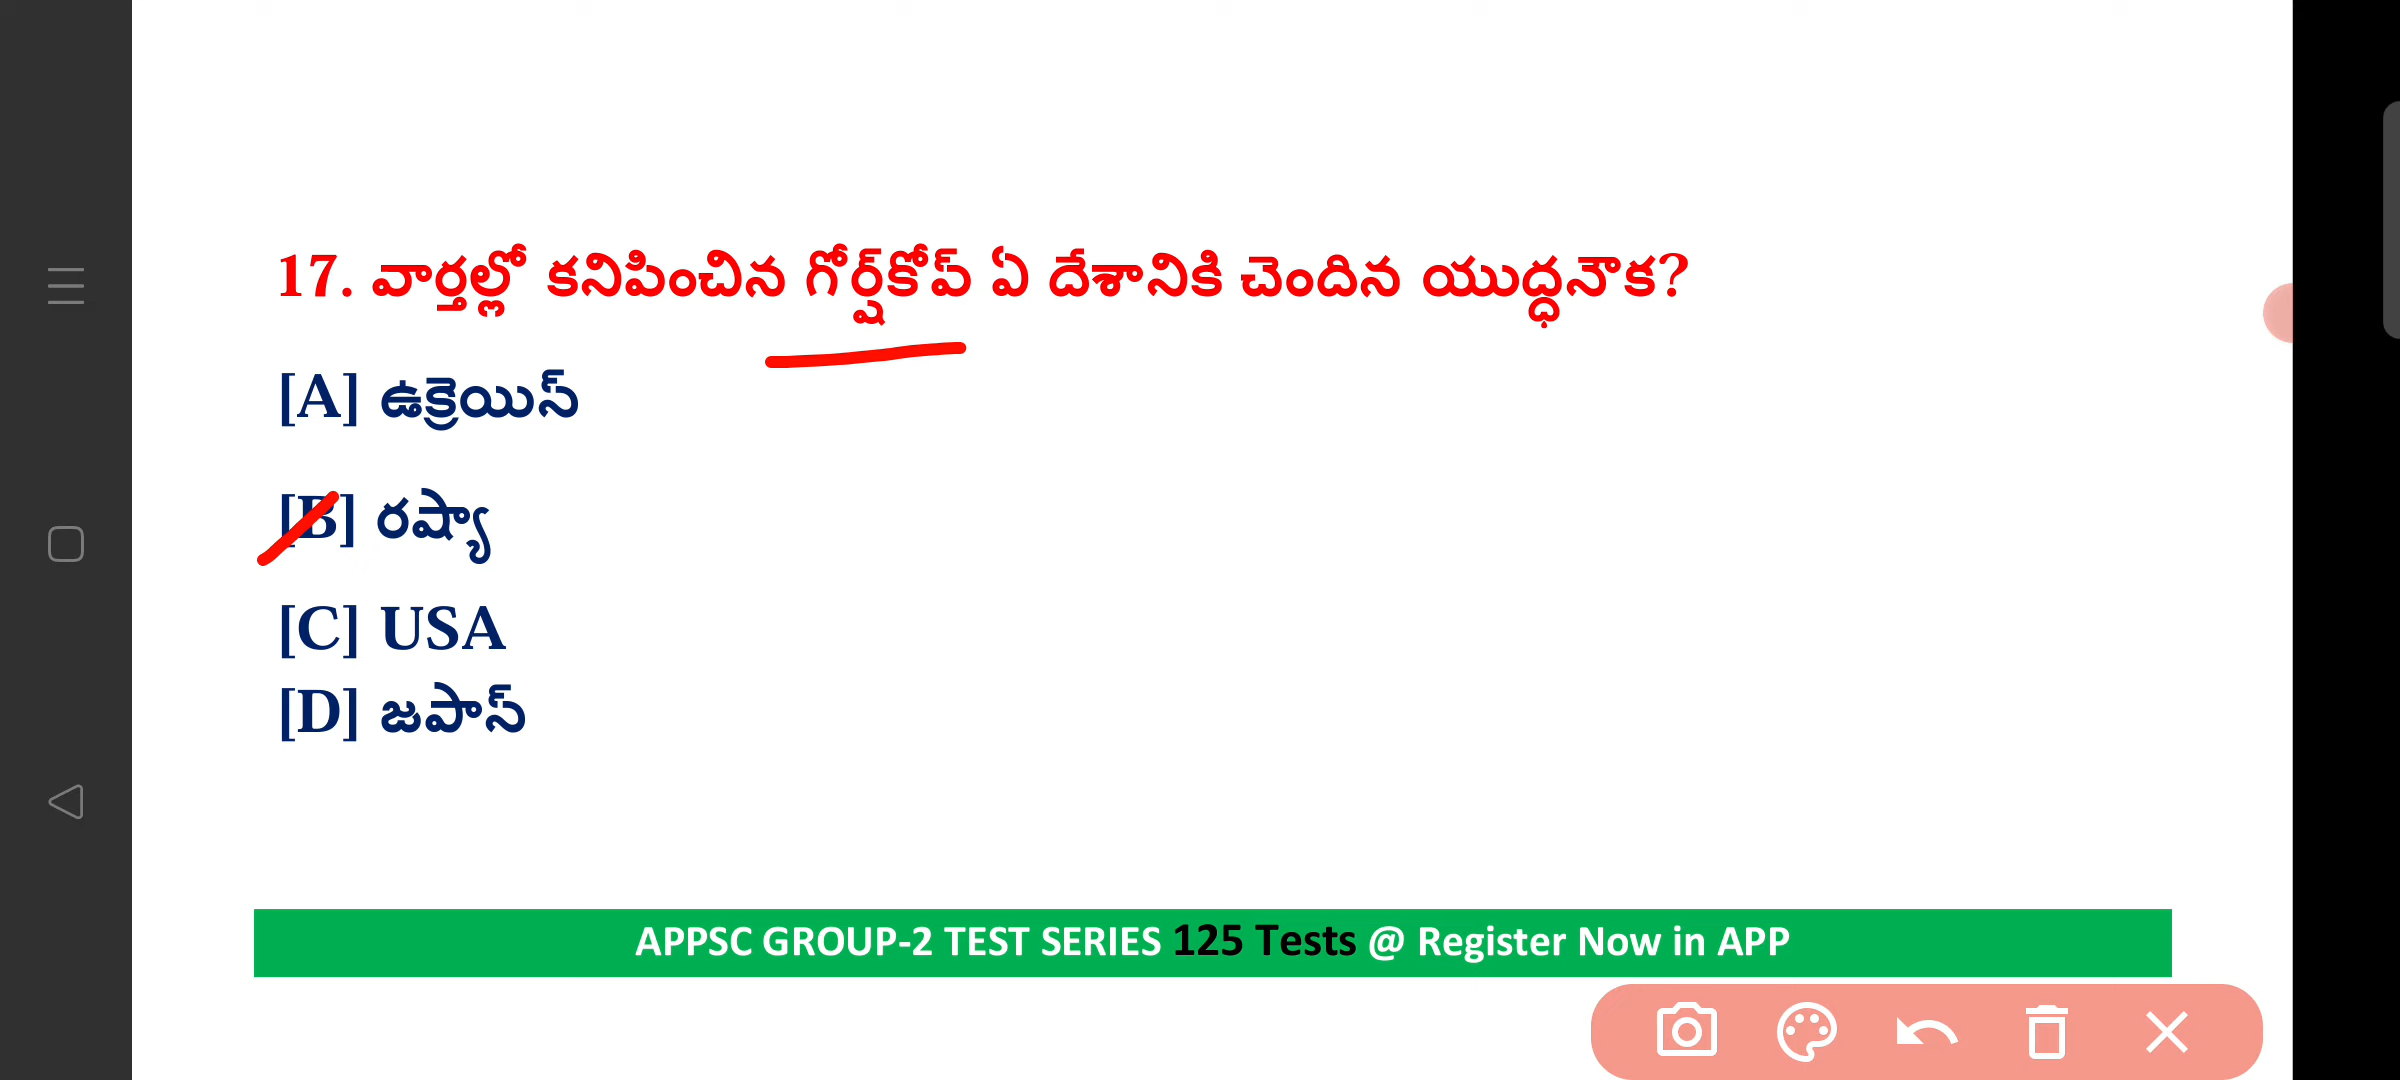 17. వార్తల్లో కనిపించిన గోర్ష్‌కోవ్ ఏ దేశానికి చెందిన యుద్ధనౌక?
[A] ఉక్రెయిన్
[B] రష్యా
[C] USA
[D] జపాన్
APPSC GROUP-2 TEST SERIES 125 Tests @ Register Now in APP